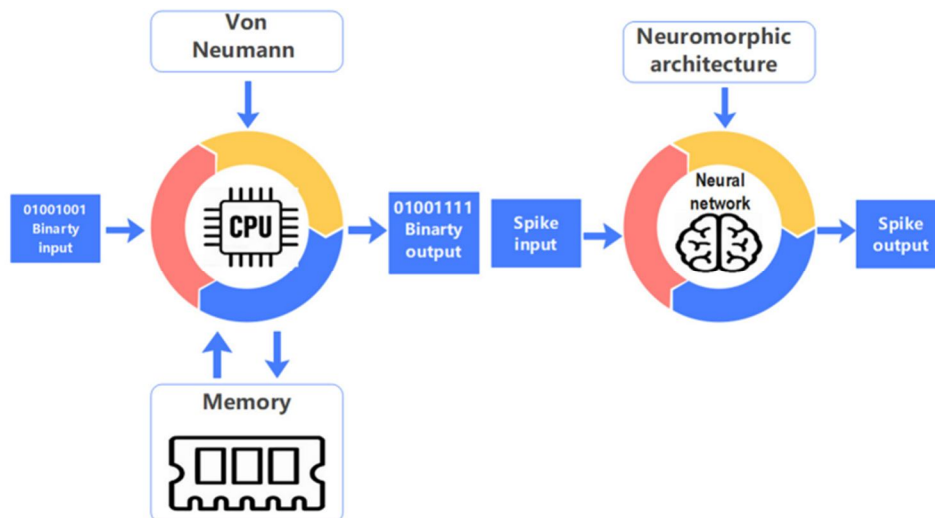 Von
Neumann
01001001
Binarty
input
CPU
01001111
Binarty
output
Memory
Neuromorphic
architecture
Spike
input
Neural
network
Spike
output